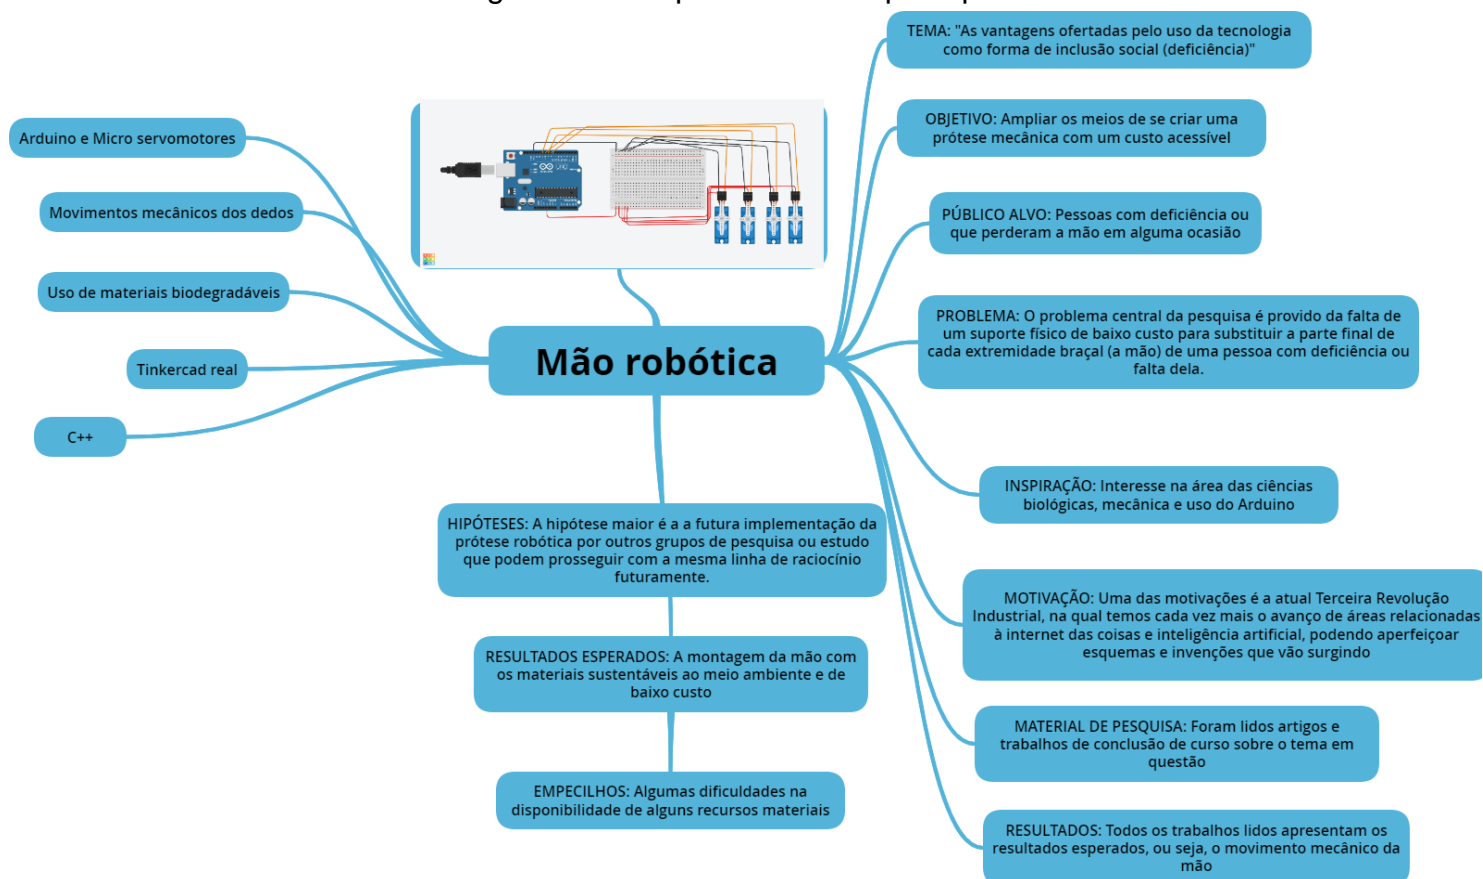 TEMA: "As vantagens ofertadas pelo uso da tecnologia
como forma de inclusão social (deficiência)"
OBJETIVO: Ampliar os meios de se criar uma
prótese mecânica com um custo acessível
PÚBLICO ALVO: Pessoas com deficiência ou
que perderam a mão em alguma ocasião
PROBLEMA: O problema central da pesquisa é provido da falta de
um suporte físico de baixo custo para substituir a parte final de
cada extremidade braçal (a mão) de uma pessoa com deficiência ou
falta dela.
INSPIRAÇÃO: Interesse na área das ciências
biológicas, mecânica e uso do Arduino
MOTIVAÇÃO: Uma das motivações é a atual Terceira Revolução
Industrial, na qual temos cada vez mais o avanço de áreas relacionadas
à internet das coisas e inteligência artificial, podendo aperfeiçoar
esquemas e invenções que vão surgindo
MATERIAL DE PESQUISA: Foram lidos artigos e
trabalhos de conclusão de curso sobre o tema em
questão
RESULTADOS: Todos os trabalhos lidos apresentam os
resultados esperados, ou seja, o movimento mecânico da
mão
Arduino e Micro servomotores
Movimentos mecânicos dos dedos
Uso de materiais biodegradáveis
Tinkercad real
C++
Mão robótica
HIPÓTESES: A hipótese maior é a a futura implementação da
prótese robótica por outros grupos de pesquisa ou estudo
que podem prosseguir com a mesma linha de raciocínio
futuramente.
RESULTADOS ESPERADOS: A montagem da mão com
os materiais sustentáveis ao meio ambiente e de
baixo custo
EMPECILHOS: Algumas dificuldades na
disponibilidade de alguns recursos materiais